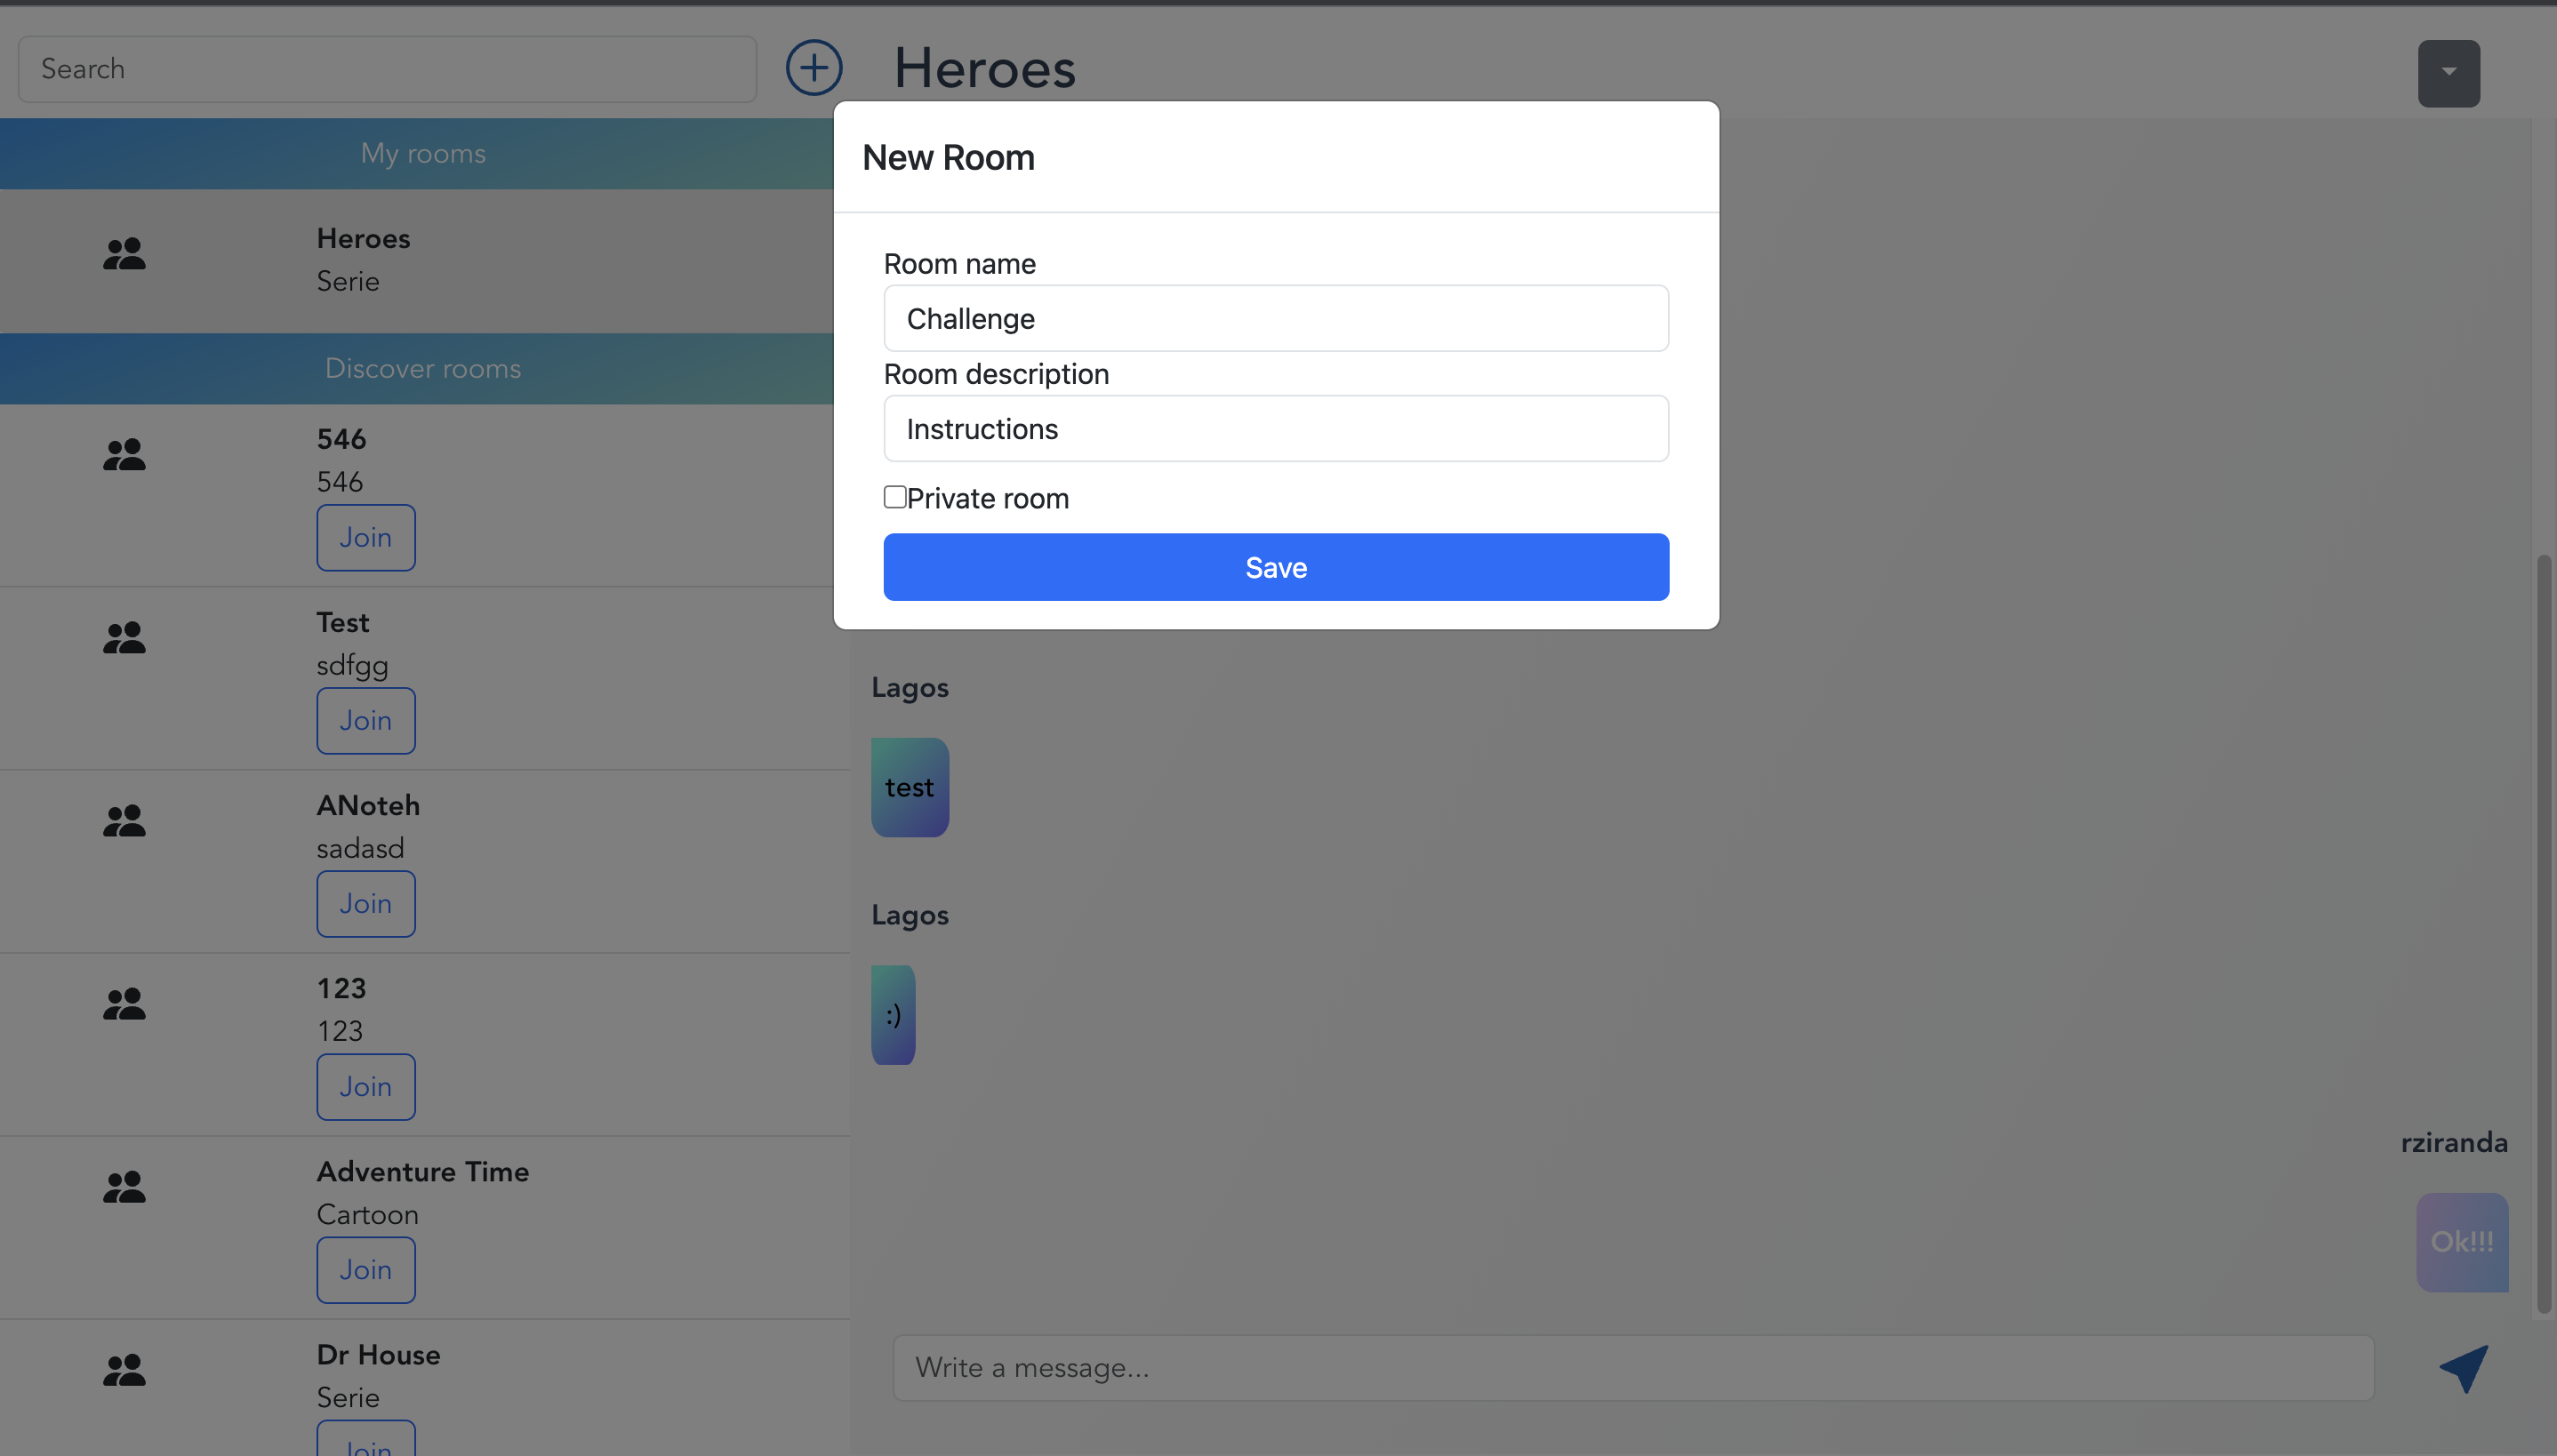 Search
Heroes
My rooms
Heroes
Serie
Discover rooms
546
546
Join
Test
sdfgg
Join
ANoteh
sadasd
Join
123
123
Join
Adventure Time
Cartoon
Join
Dr House
Serie
Join
New Room
Room name
Challenge
Room description
Instructions
Private room
Save
Lagos
test
Lagos
:)
rziranda
Ok!!!
Write a message...